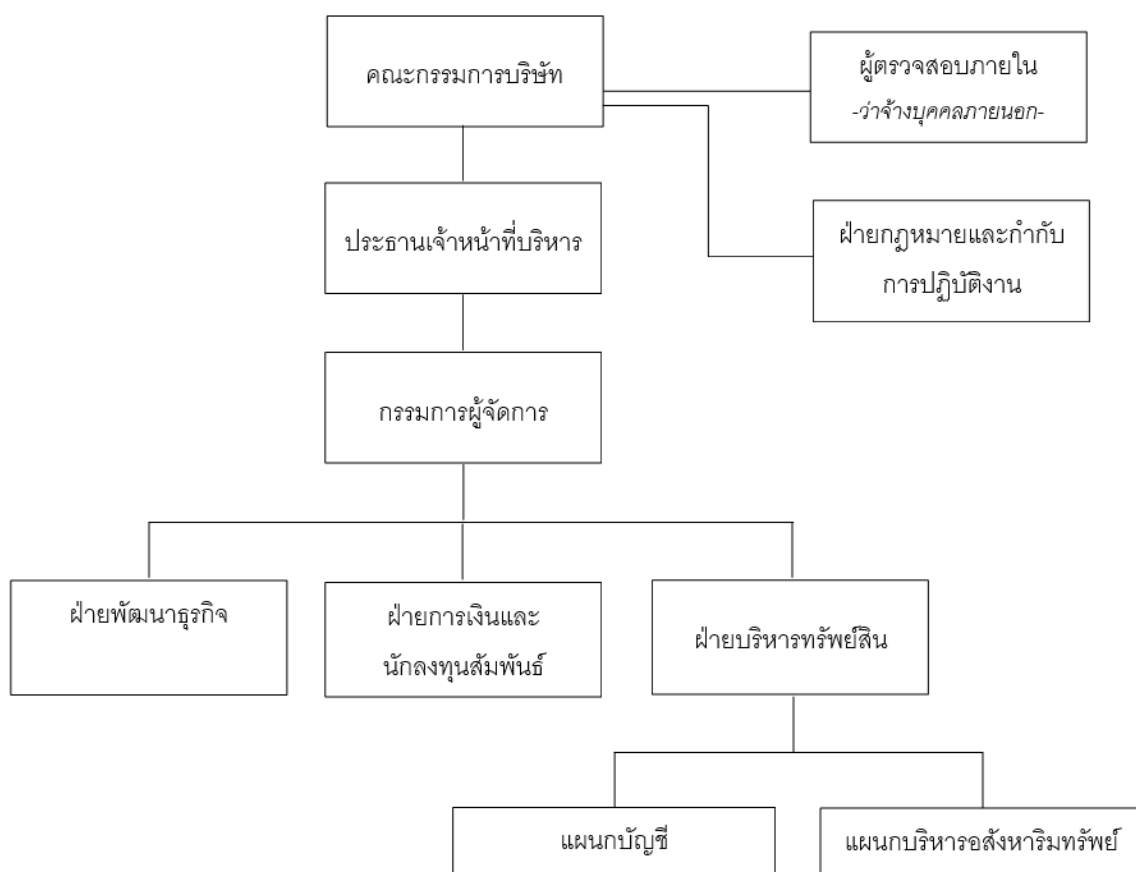 คณะกรรมการบริษัท
ผู้ตรวจสอบภายใน
-ว่าจ้างบุคคลภายนอก-
ประธานเจ้าหน้าที่บริหาร
ฝ่ายกฎหมายและกำกับ
การปฏิบัติงาน
กรรมการผู้จัดการ
ฝ่ายพัฒนาธุรกิจ
ฝ่ายการเงินและ
นักลงทุนสัมพันธ์
ฝ่ายบริหารทรัพย์สิน
แผนกบัญชี
แผนกบริหารอสังหาริมทรัพย์